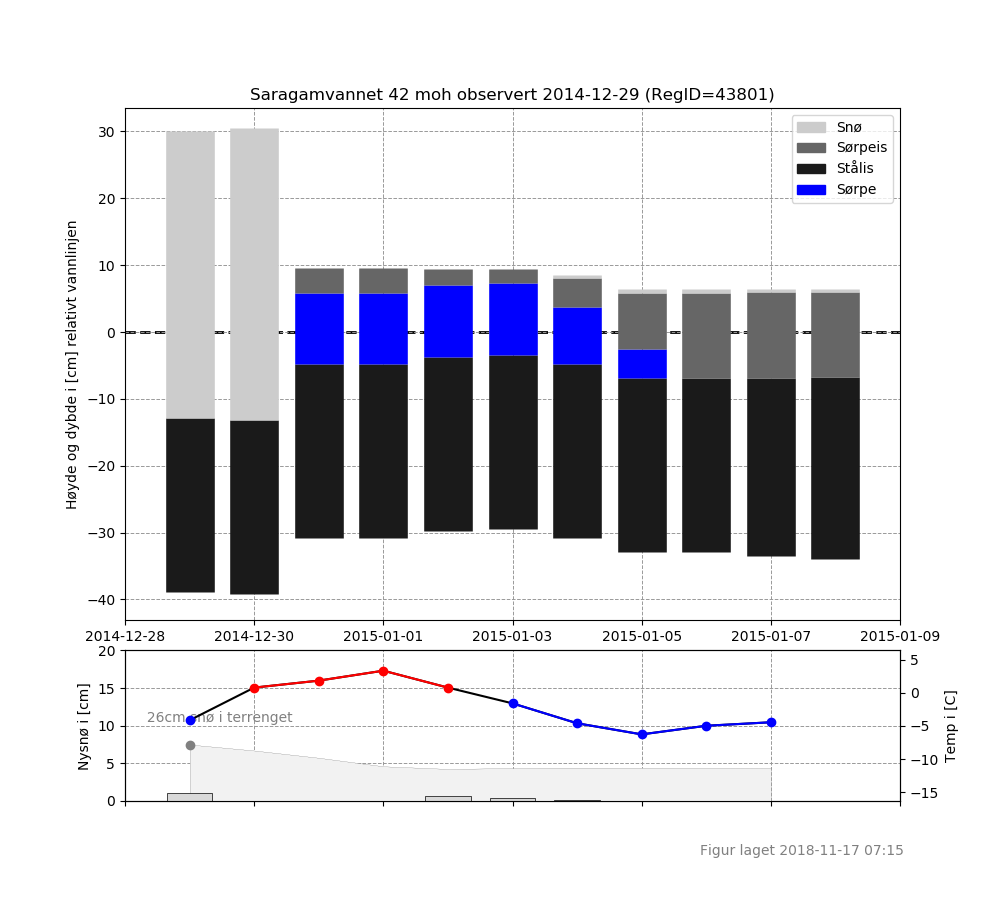 Saragamvannet 42 moh observert 2014-12-29 (RegID=43801)
Høyde og dybde i [cm] relativt vannlinjen
30
20
10
0
−10
−20
−30
−40
Snø
Sørpeis
Stålis
Sørpe
2014-12-28 2014-12-30 2015-01-01 2015-01-03 2015-01-05 2015-01-07 2015-01-09
Nysnø i [cm]
20
15
10
5
0
26cm snø i terrenget
5
0
−5
−10
−15
Temp i [C]
Figur laget 2018-11-17 07:15